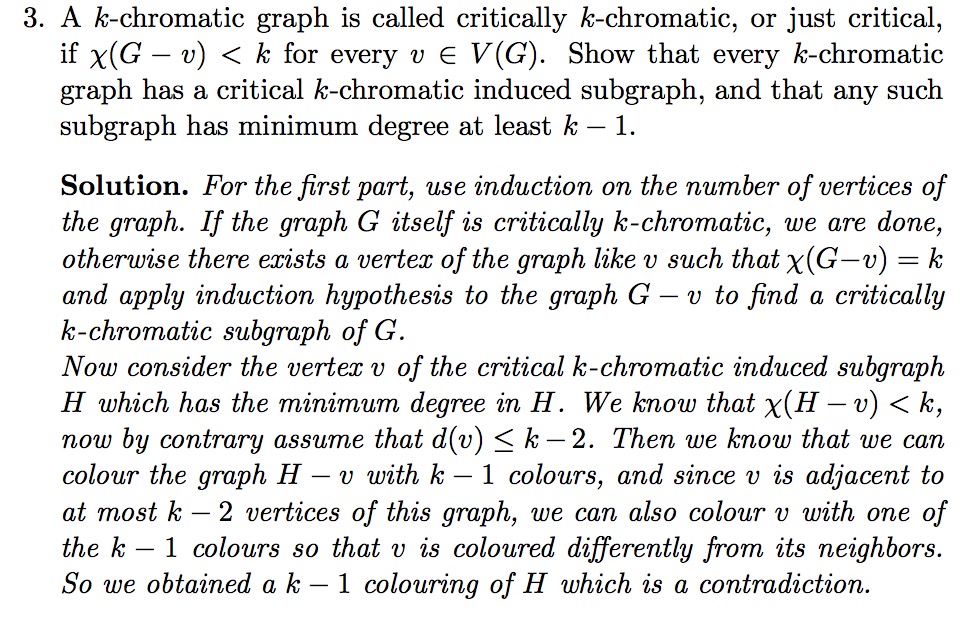 3. A k-chromatic graph is called critically k-chromatic, or just critical,
if χ(G − v) < k for every v ∈ V(G). Show that every k-chromatic
graph has a critical k-chromatic induced subgraph, and that any such
subgraph has minimum degree at least k − 1.
Solution. For the first part, use induction on the number of vertices of
the graph. If the graph G itself is critically k-chromatic, we are done,
otherwise there exists a vertex of the graph like v such that χ(G−v) = k
and apply induction hypothesis to the graph G − v to find a critically
k-chromatic subgraph of G.
Now consider the vertex v of the critical k-chromatic induced subgraph
H which has the minimum degree in H. We know that χ(H − v) < k,
now by contrary assume that d(v) ≤ k − 2. Then we know that we can
colour the graph H − v with k − 1 colours, and since v is adjacent to
at most k − 2 vertices of this graph, we can also colour v with one of
the k − 1 colours so that v is coloured differently from its neighbors.
So we obtained a k − 1 colouring of H which is a contradiction.